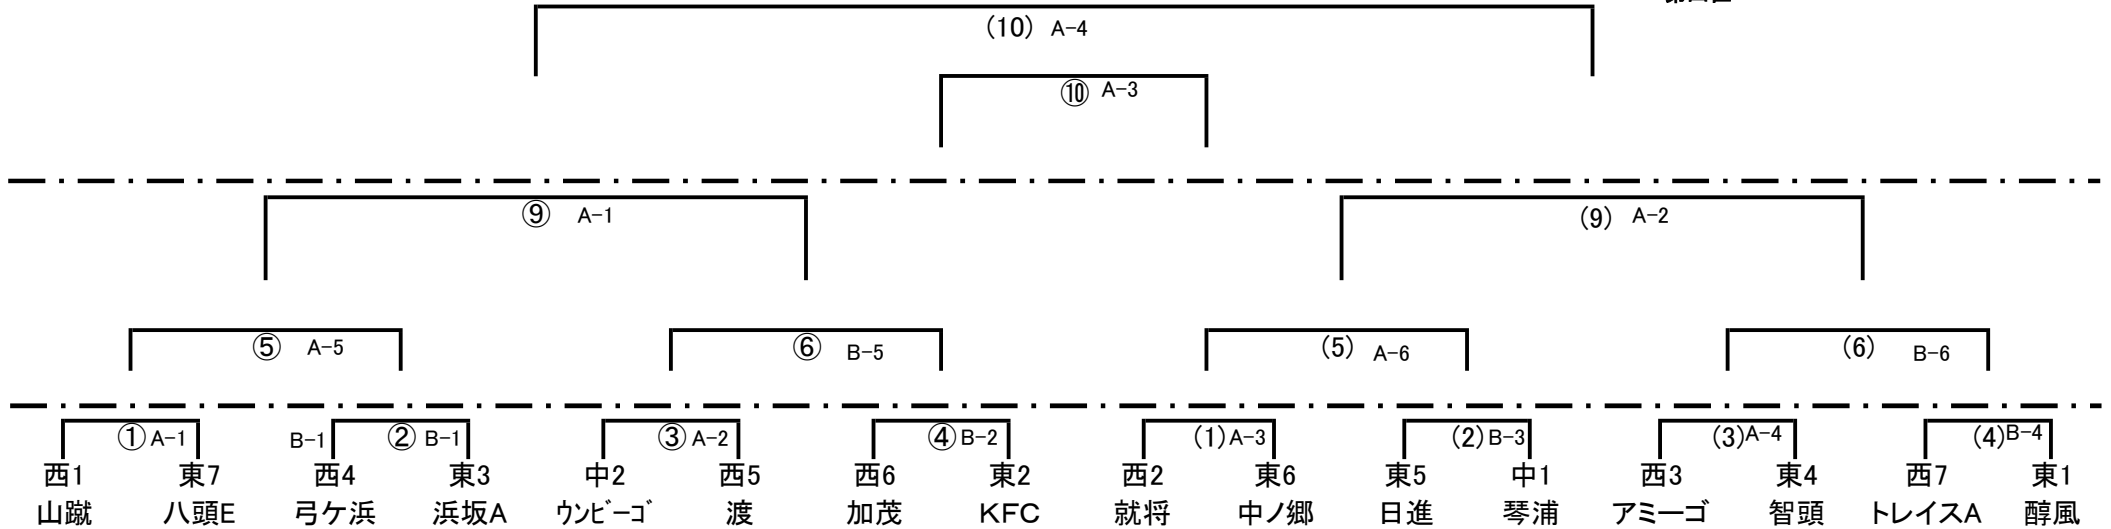 (10) A-4
⑩ A-3
⑨ A-1 (9) A-2
⑤ A-5 ⑥ B-5 (5) A-6 (6) B-6
①A-1 B-1 ② B-1 ③A-2 ④B-2 (1)A-3 (2)B-3 (3)A-4 (4)B-4
西1 東7 西4 東3 中2 西5 西6 東2 西2 東6 東5 中1 西3 東4 西7 東1
山蹴 八頭E 弓ケ浜 浜坂A ウンビーゴ 渡 加茂 KFC 就将 中ノ郷 日進 琴浦 アミーゴ 智頭 トレイスA 醇風